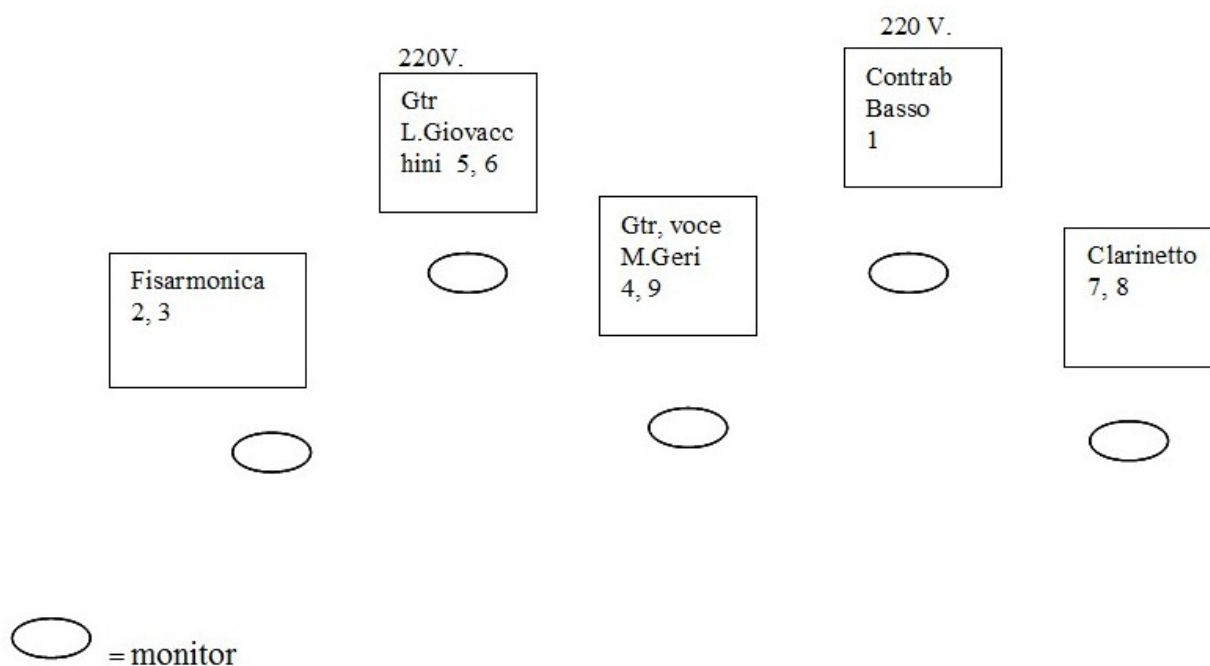 220V.
Gtr
L.Giovacc
hini  5, 6
220 V.
Contrab
Basso
1
Gtr, voce
M.Geri
4, 9
Fisarmonica
2, 3
Clarinetto
7, 8
= monitor